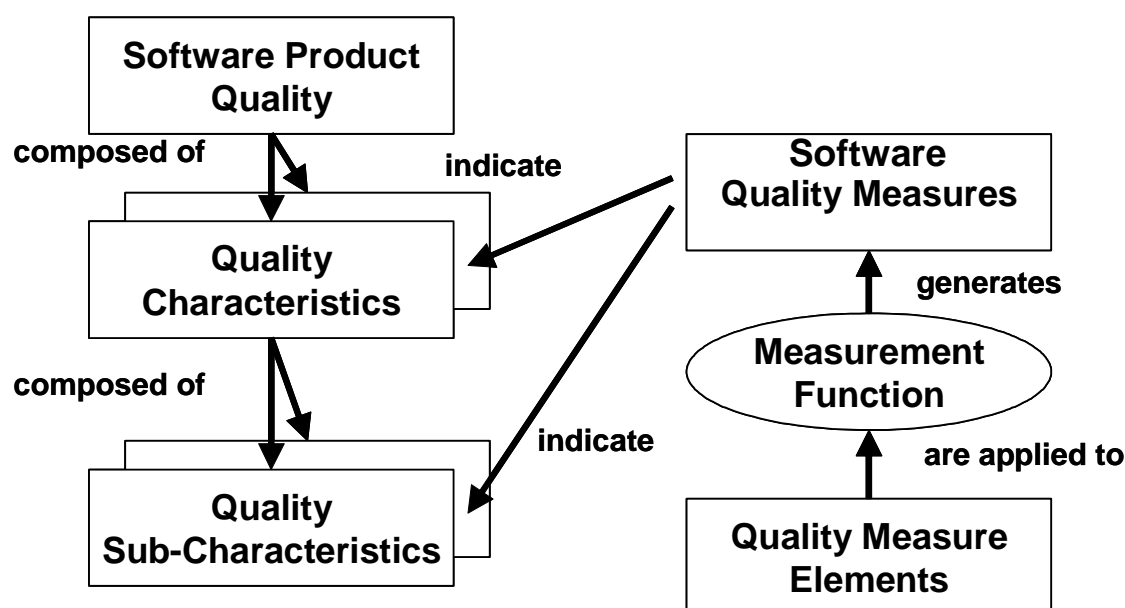 Software Product
Quality
composed of
indicate
Software
Quality Measures
Quality
Characteristics
generates
Measurement
Function
composed of
indicate
are applied to
Quality
Sub-Characteristics
Quality Measure
Elements